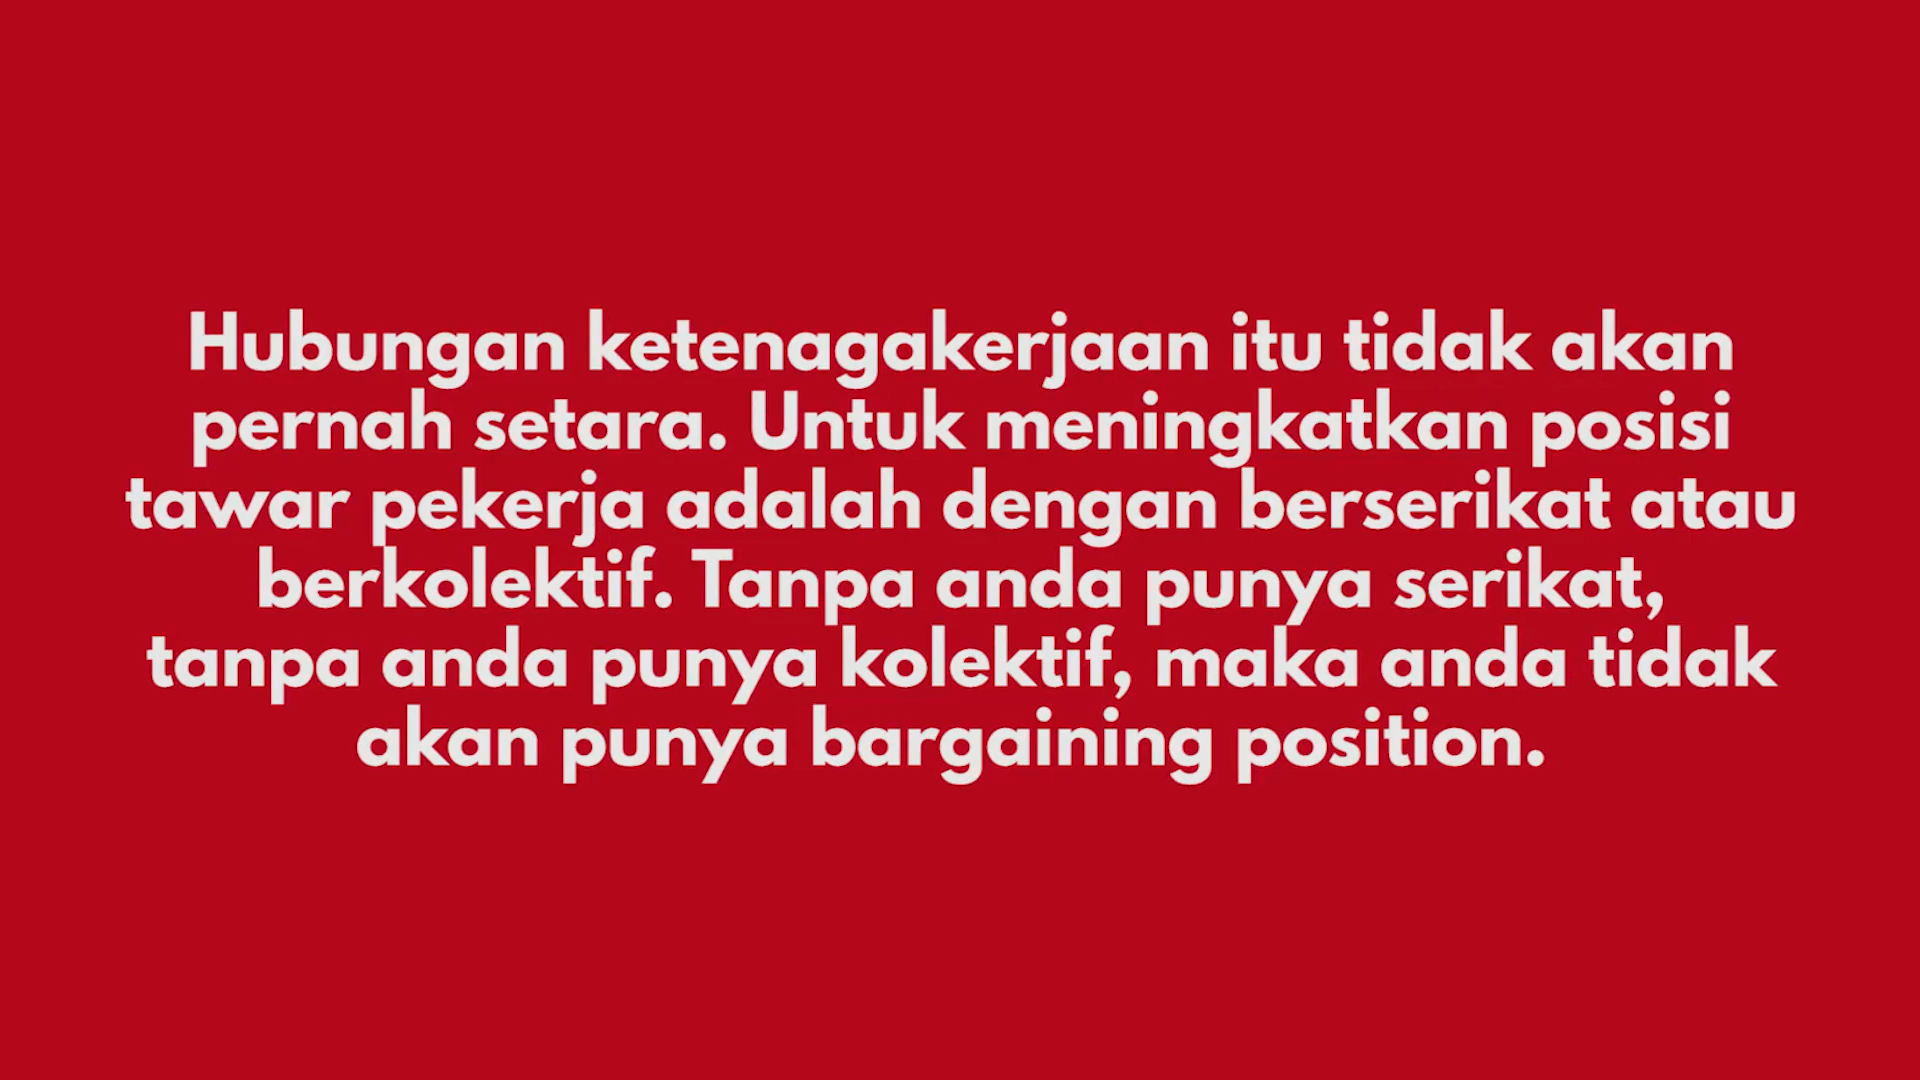 Hubungan ketenagakerjaan itu tidak akan
pernah setara. Untuk meningkatkan posisi
tawar pekerja adalah dengan berserikat atau
berkolektif. Tanpa anda punya serikat,
tanpa anda punya kolektif, maka anda tidak
akan punya bargaining position.